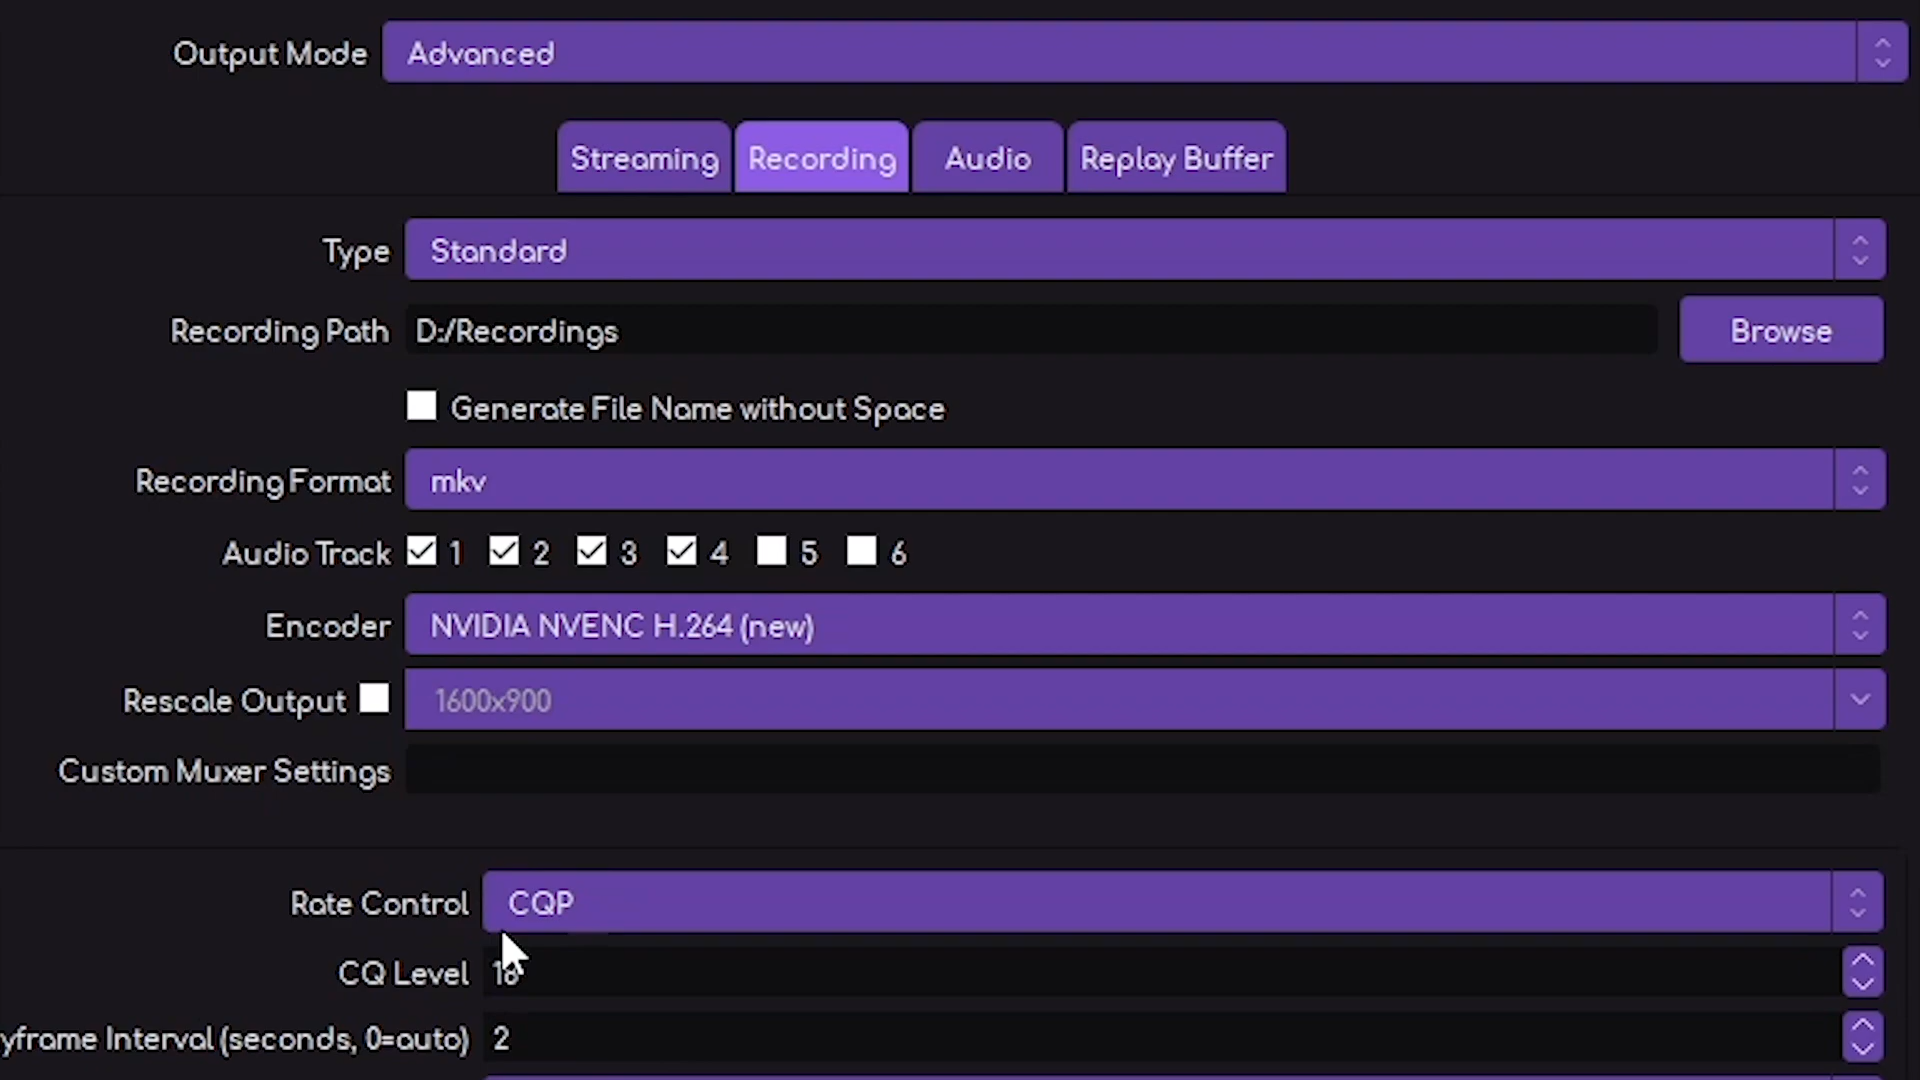 Output Mode Advanced
Streaming Recording Audio Replay Buffer
Type Standard
Recording Path D:/Recordings Browse
Generate File Name without Space
Recording Format mkv
Audio Track 1 2 3 4 5 6
Encoder NVIDIA NVENC H.264 (new)
Rescale Output 1600x900
Custom Muxer Settings
Rate Control CQP
CQ Level
yframe Interval (seconds, 0=auto) 2